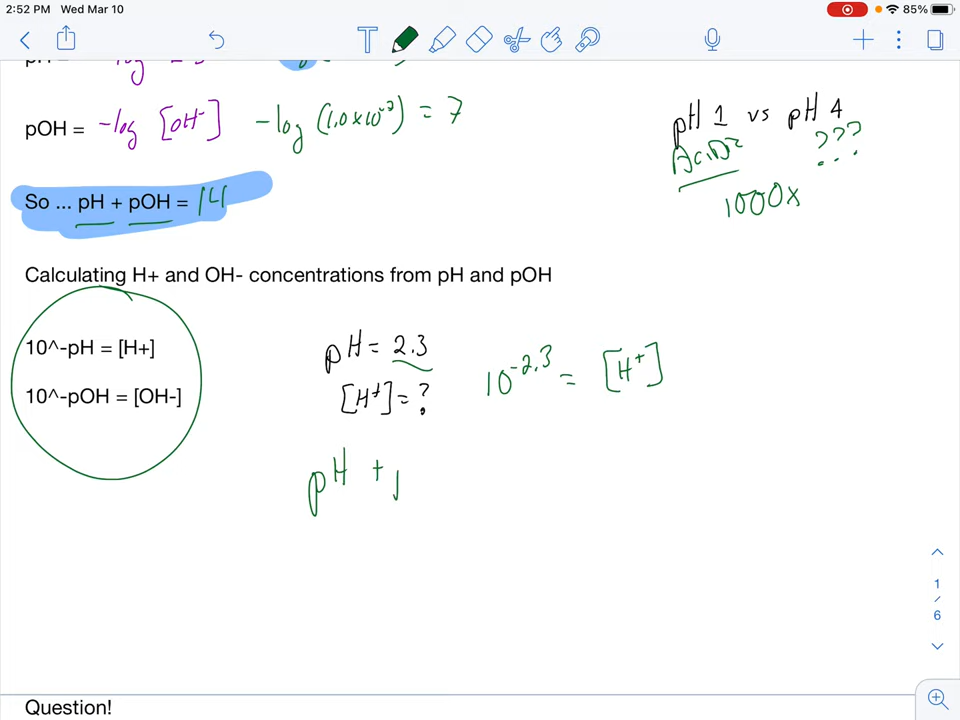 2:52 PM Wed Mar 10
85%
T
pOH = -log [OH-] -log (1.0x10^-7) = 7
pH 1 vs pH 4
???
1000x
So ... pH + pOH = 14
Calculating H+ and OH- concentrations from pH and pOH
10^-pH = [H+]
pH = 2.3
10^-2.3 = [H+]
10^-pOH = [OH-]
[H+] = ?
pH +
1
/
6
Question!